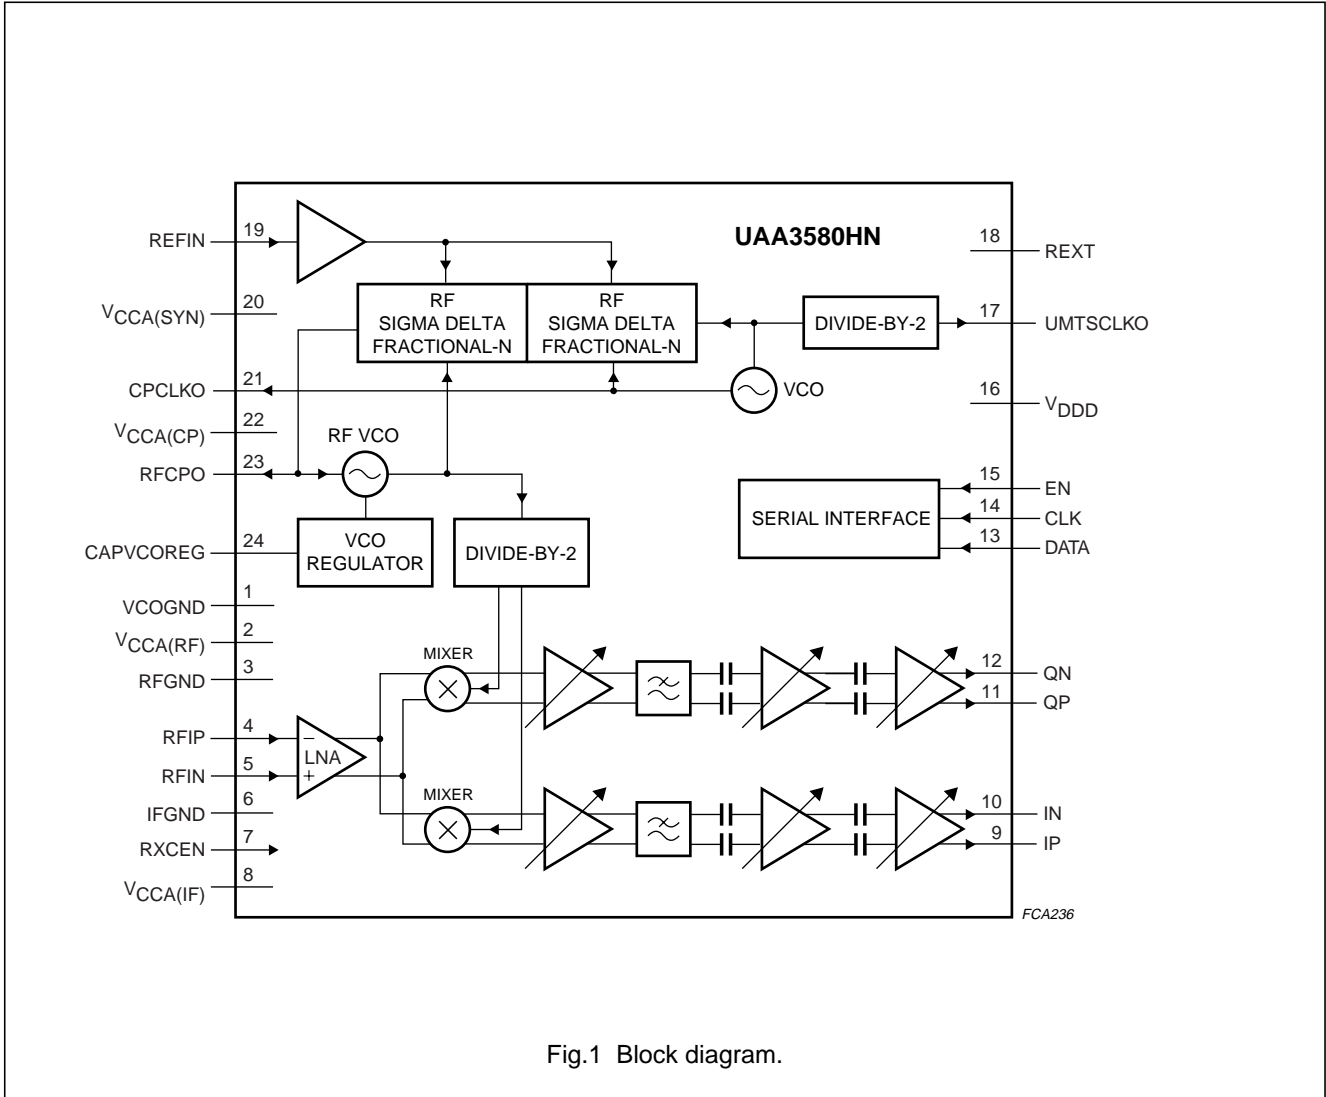 UAA3580HN
REFIN
19
VCCA(SYN)
20
CPCLKO
21
VCCA(CP)
22
RFCPO
23
CAPVCOREG
24
VCOGND
1
VCCA(RF)
2
RFGND
3
RFIP
4
RFIN
5
IFGND
6
RXCEN
7
VCCA(IF)
8
RF
SIGMA DELTA
FRACTIONAL-N
RF
SIGMA DELTA
FRACTIONAL-N
DIVIDE-BY-2
VCO
RF VCO
VCO
REGULATOR
DIVIDE-BY-2
SERIAL INTERFACE
MIXER
− LNA +
MIXER
18
REXT
17
UMTSCLKO
16
VDDD
15
EN
14
CLK
13
DATA
12
QN
11
QP
10
IN
9
IP
FCA236
Fig.1 Block diagram.